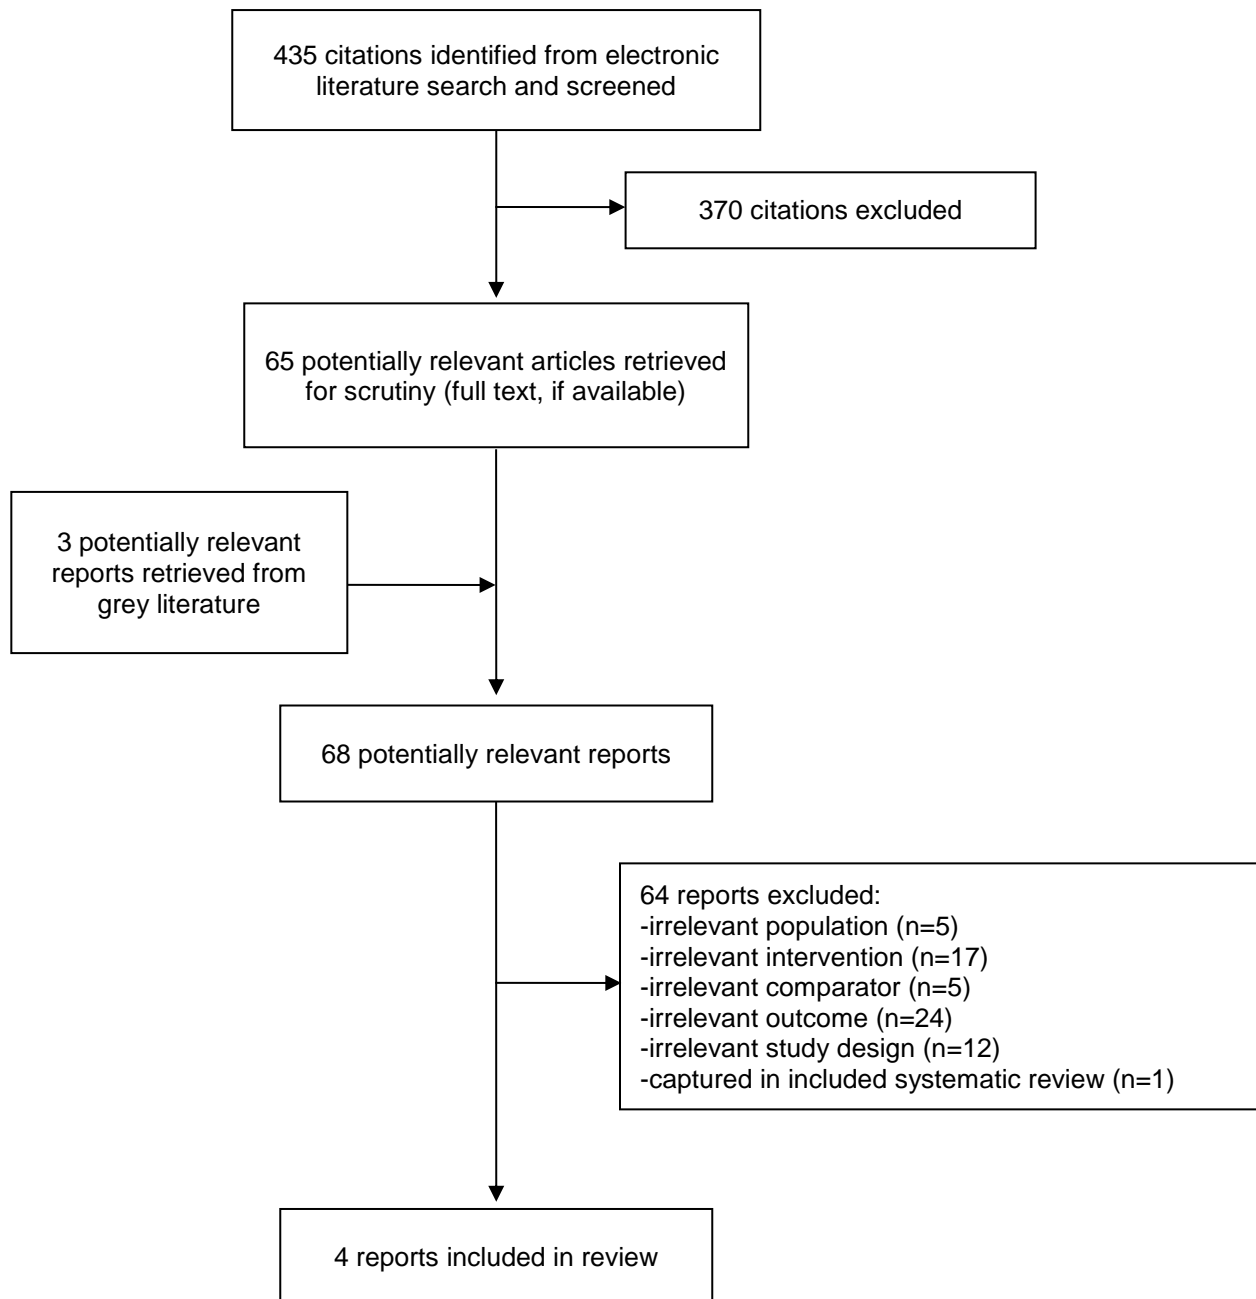 435 citations identified from electronic
literature search and screened
370 citations excluded
65 potentially relevant articles retrieved
for scrutiny (full text, if available)
3 potentially relevant
reports retrieved from
grey literature
68 potentially relevant reports
64 reports excluded:
-irrelevant population (n=5)
-irrelevant intervention (n=17)
-irrelevant comparator (n=5)
-irrelevant outcome (n=24)
-irrelevant study design (n=12)
-captured in included systematic review (n=1)
4 reports included in review